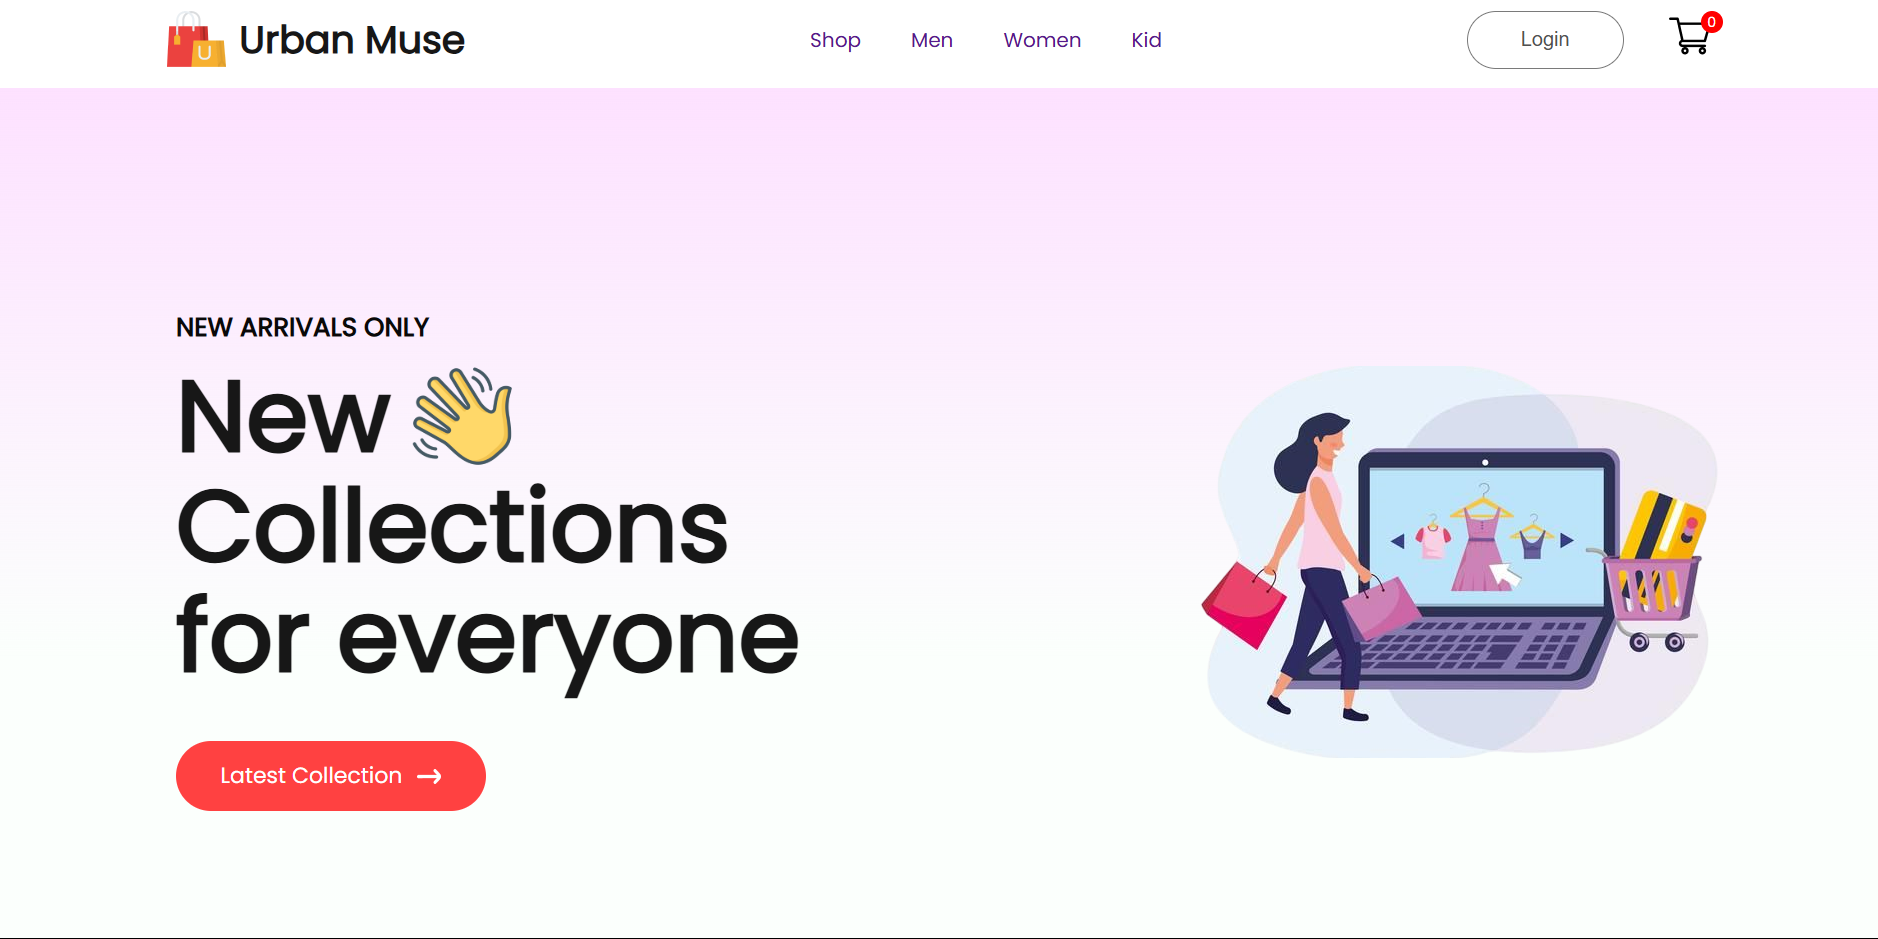 U
Urban Muse
Shop
Men
Women
Kid
Login
0
NEW ARRIVALS ONLY
New
Collections
for everyone
Latest Collection →